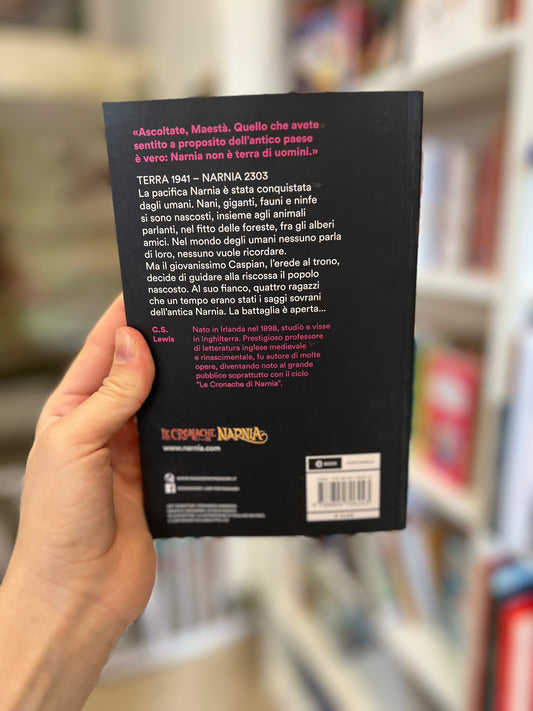 «Ascoltate, Maestà. Quello che avete
sentito a proposito dell'antico paese
è vero: Narnia non è terra di uomini.»
TERRA 1941 – NARNIA 2303
La pacifica Narnia è stata conquistata
dagli umani. Nani, giganti, fauni e ninfe
si sono nascosti, insieme agli animali
parlanti, nel fitto delle foreste, fra gli alberi
amici. Nel mondo degli umani nessuno parla
di loro, nessuno vuole ricordare.
Ma il giovanissimo Caspian, l'erede al trono,
decide di guidare alla riscossa il popolo
nascosto. Al suo fianco, quattro ragazzi
che un tempo erano stati i saggi sovrani
dell'antica Narnia. La battaglia è aperta...
C.S.
Lewis
Nato in Irlanda nel 1898, studiò e visse
in Inghilterra. Prestigioso professore
di letteratura inglese medievale
e rinascimentale, fu autore di molte
opere, diventando noto al grande
pubblico soprattutto con il ciclo
"Le Cronache di Narnia".
LE CRONACHE DI NARNIA
www.narnia.com
BOOK